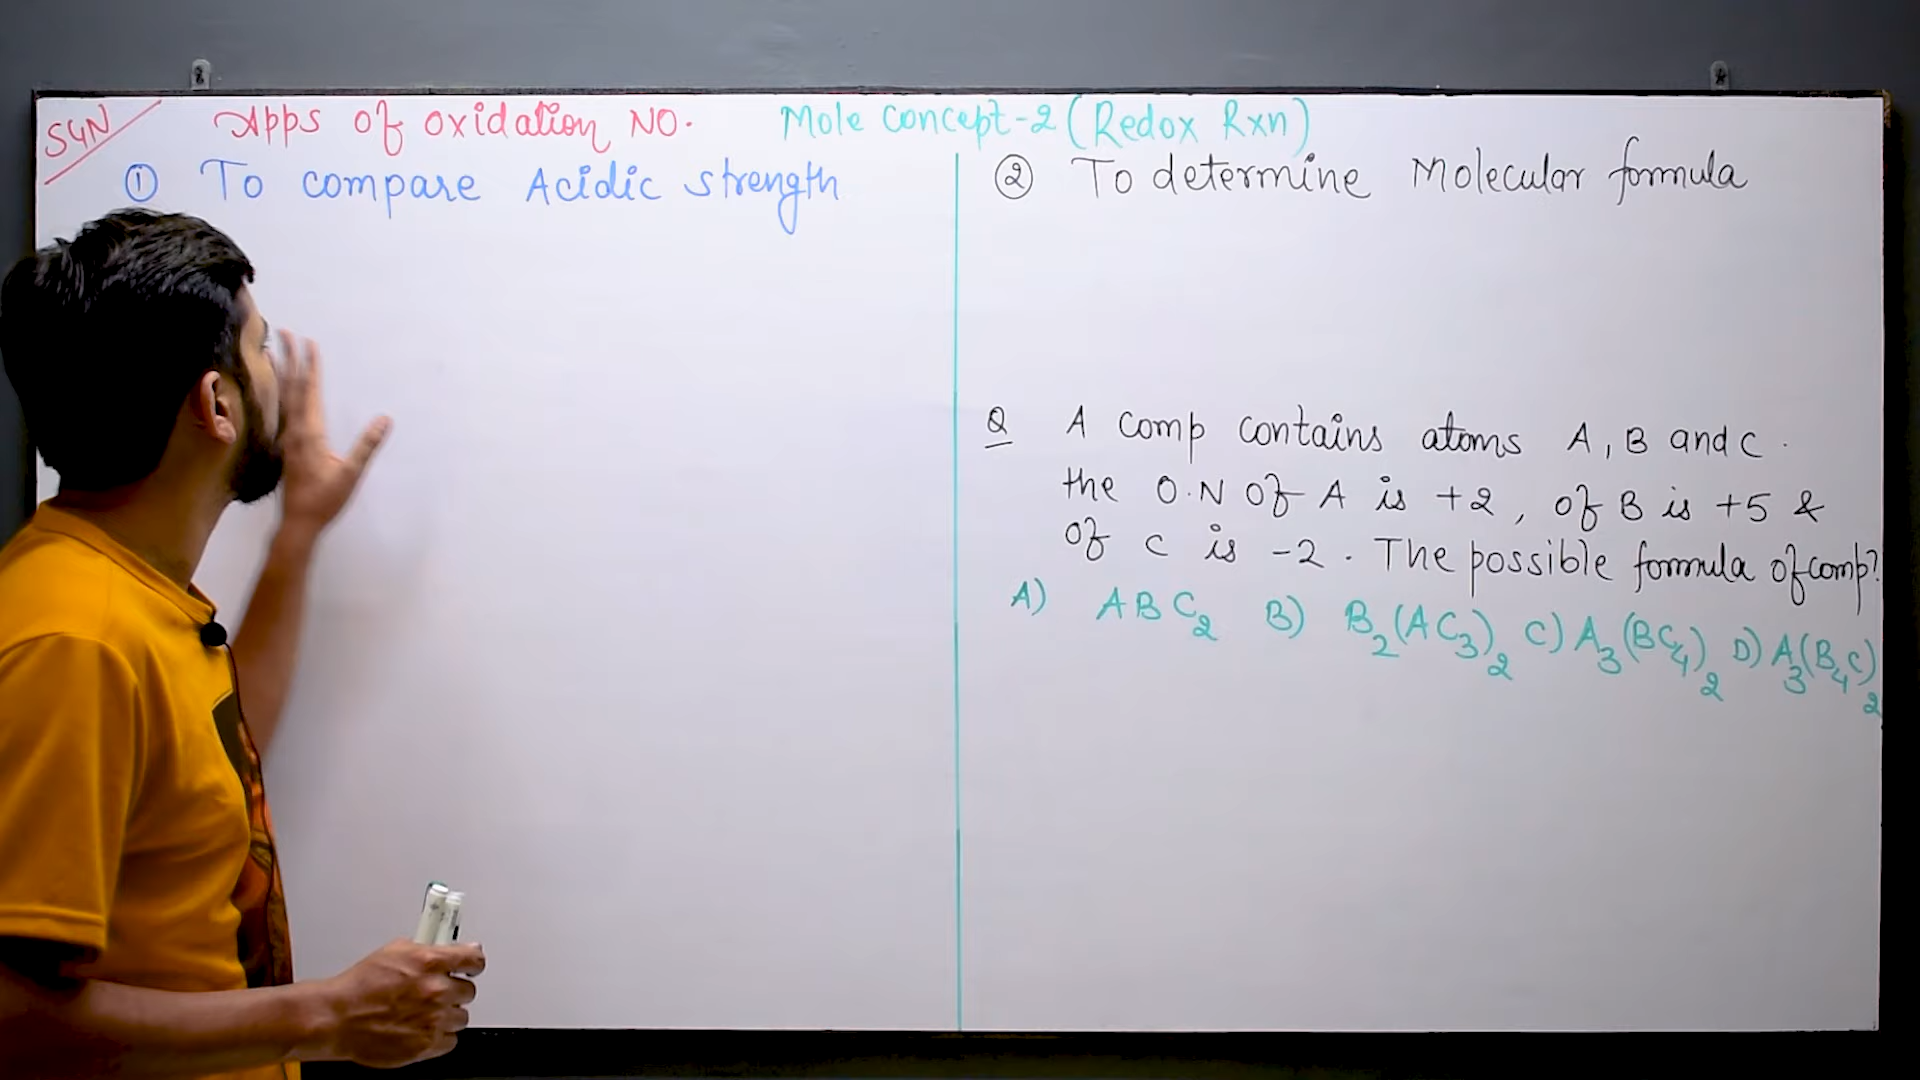 SGN
Apps of oxidation NO.
Mole concept-2 (Redox Rxn)
① To compare Acidic strength
② To determine Molecular formula
Q A comp contains atoms A, B and C.
the O.N of A is +2, of B is +5 &
of C is -2. The possible formula of comp?
A) ABC₂ B) B₂(AC₃)₂ C) A₃(BC₄)₂ D) A₃(B₄C)₂